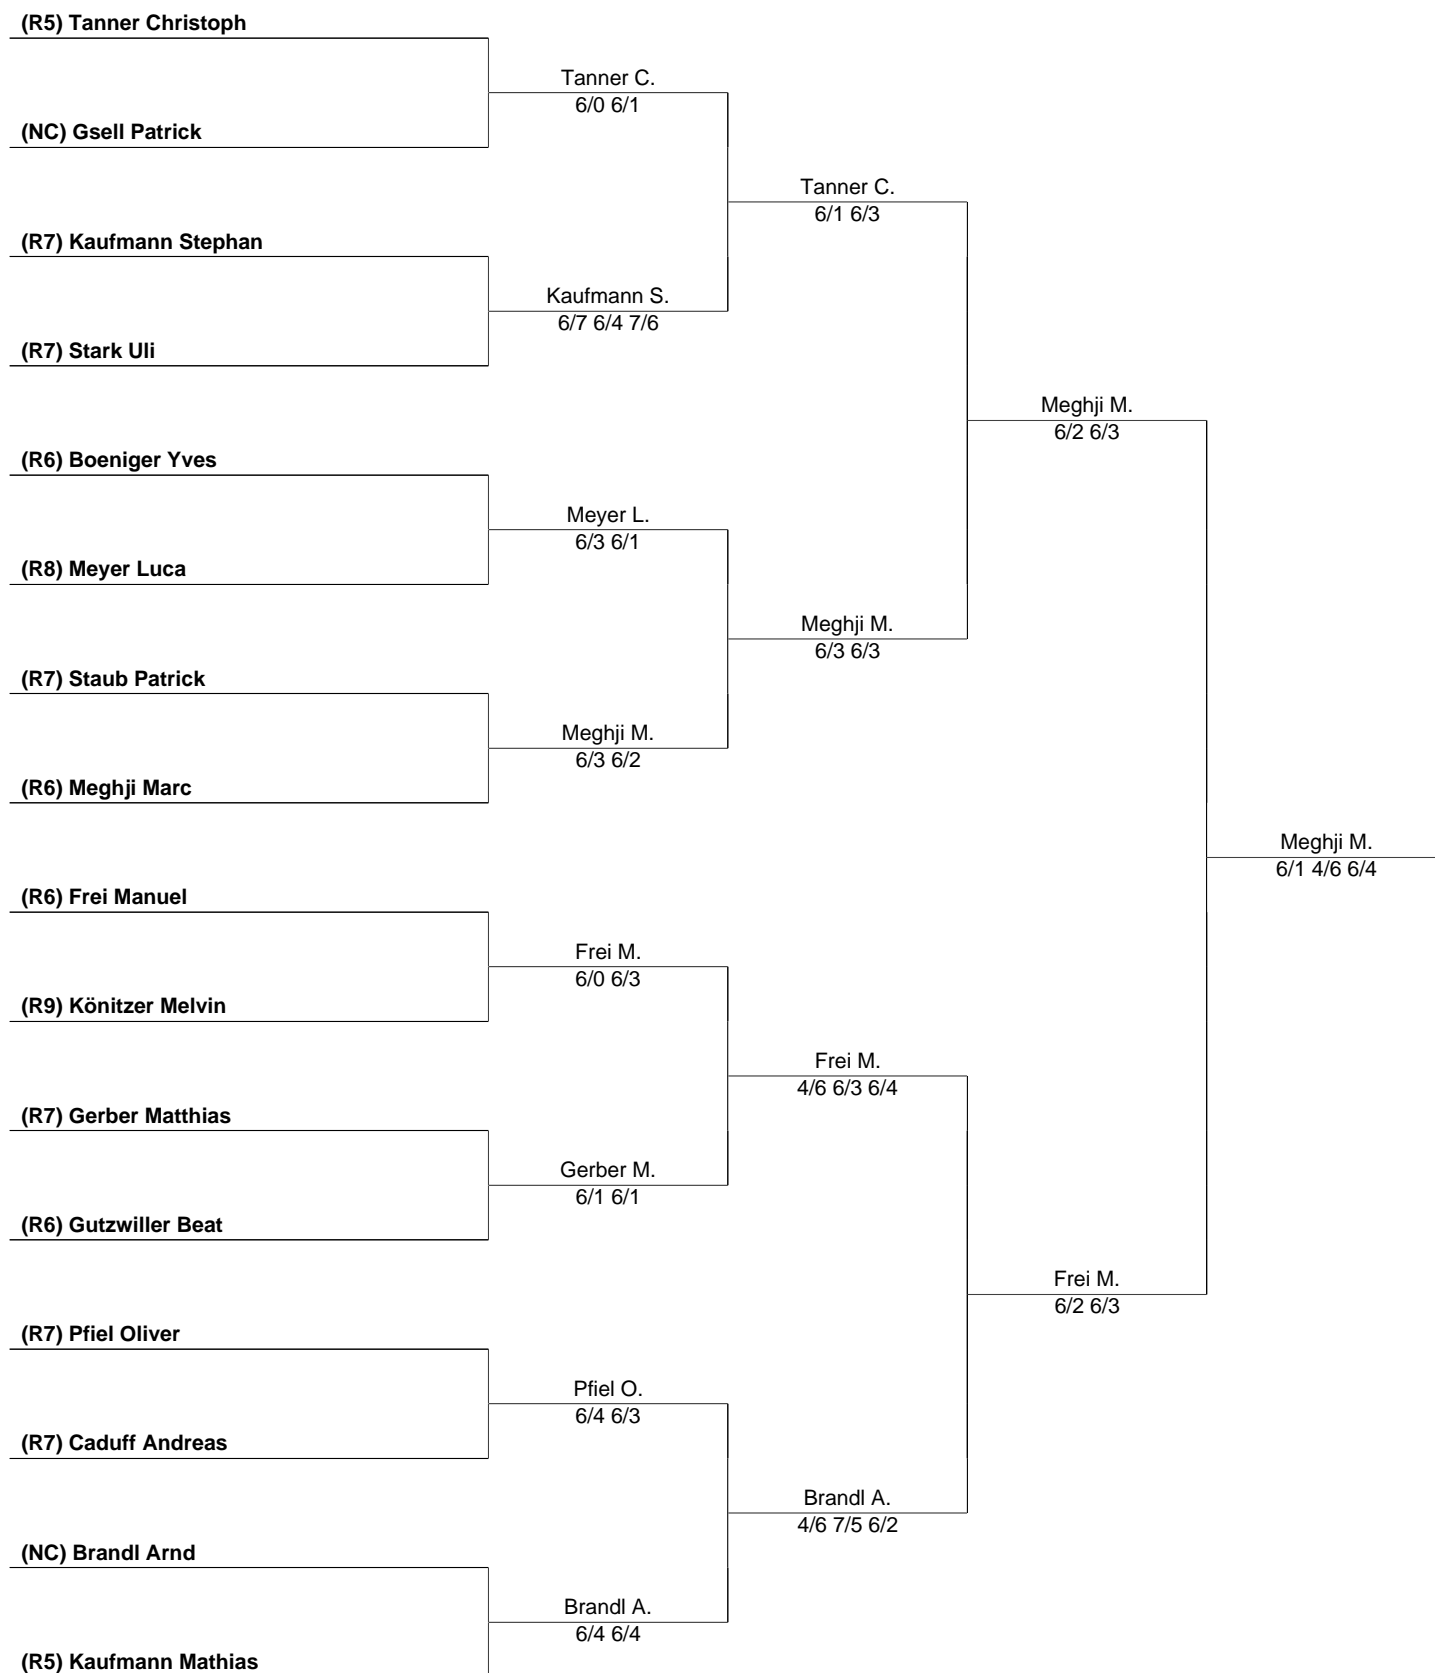 (R5) Tanner Christoph
Tanner C.
6/0 6/1
(NC) Gsell Patrick
Tanner C.
6/1 6/3
(R7) Kaufmann Stephan
Kaufmann S.
6/7 6/4 7/6
(R7) Stark Uli
Meghji M.
6/2 6/3
(R6) Boeniger Yves
Meyer L.
6/3 6/1
(R8) Meyer Luca
Meghji M.
6/3 6/3
(R7) Staub Patrick
Meghji M.
6/3 6/2
(R6) Meghji Marc
Meghji M.
6/1 4/6 6/4
(R6) Frei Manuel
Frei M.
6/0 6/3
(R9) Könitzer Melvin
Frei M.
4/6 6/3 6/4
(R7) Gerber Matthias
Gerber M.
6/1 6/1
(R6) Gutzwiller Beat
Frei M.
6/2 6/3
(R7) Pfiel Oliver
Pfiel O.
6/4 6/3
(R7) Caduff Andreas
Brandl A.
4/6 7/5 6/2
(NC) Brandl Arnd
Brandl A.
6/4 6/4
(R5) Kaufmann Mathias